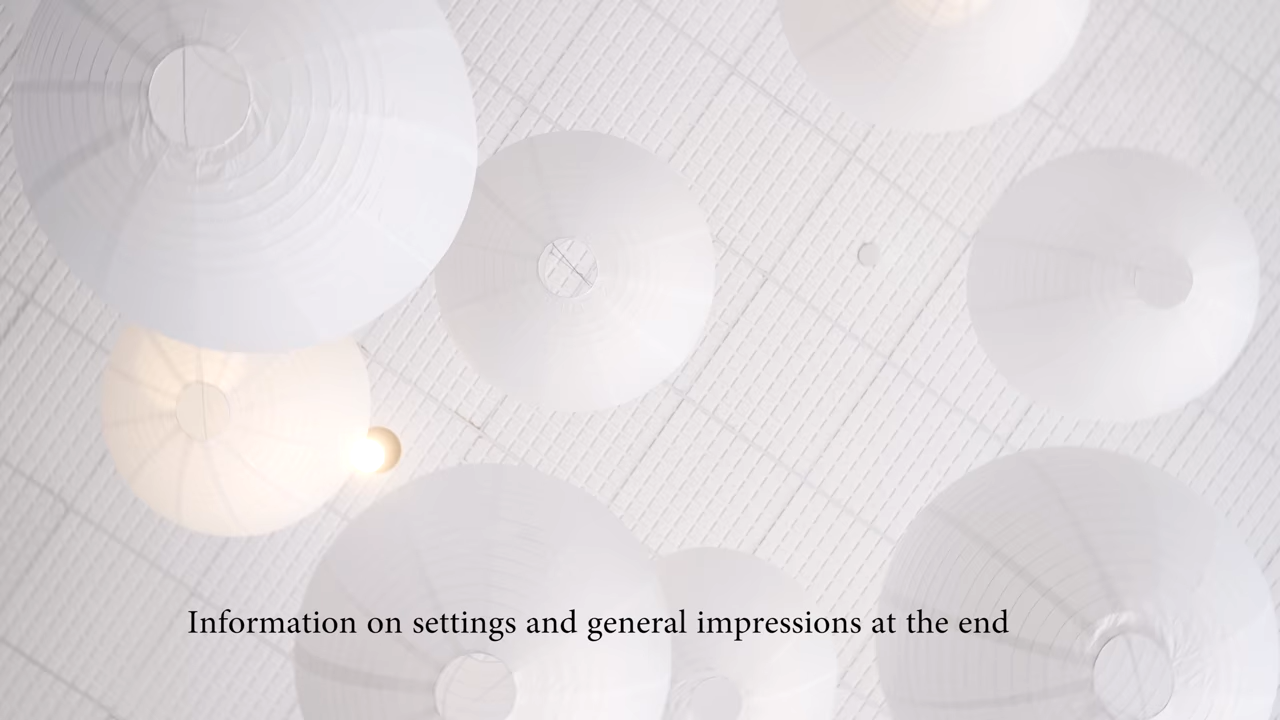 Information on settings and general impressions at the end